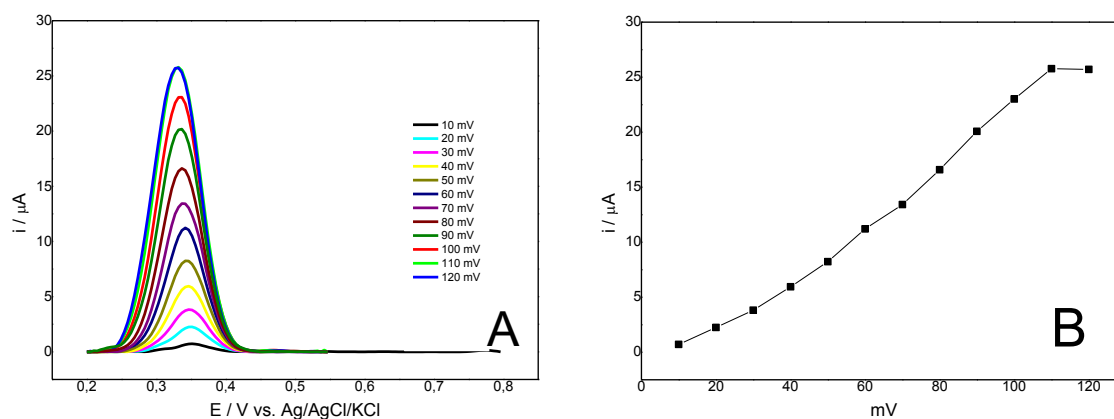 30
25
20
15
10
5
0
i / μA
0,2 0,3 0,4 0,5 0,6 0,7 0,8
E / V vs. Ag/AgCl/KCl
10 mV
20 mV
30 mV
40 mV
50 mV
60 mV
70 mV
80 mV
90 mV
100 mV
110 mV
120 mV
A
30
25
20
15
10
5
0
i / μA
0 20 40 60 80 100 120
mV
B